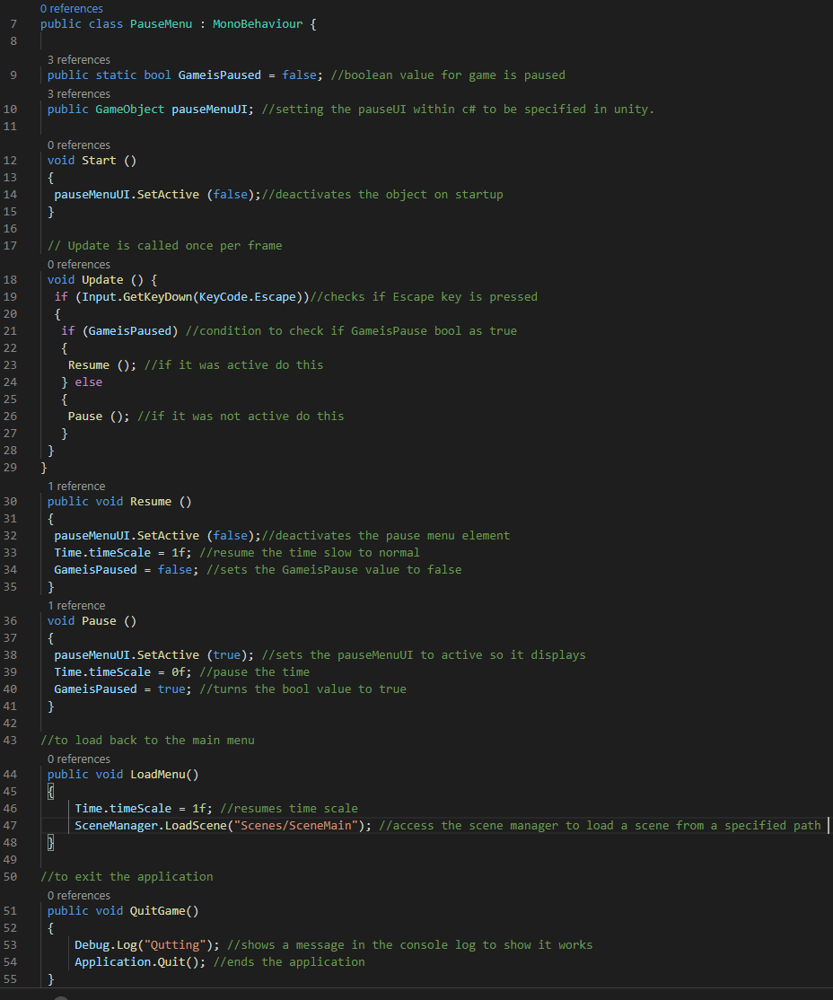 0 references
7 public class PauseMenu : MonoBehaviour {
8
3 references
9 public static bool GameisPaused = false; //boolean value for game is paused
3 references
10 public GameObject pauseMenuUI; //setting the pauseUI within c# to be specified in unity.
11
0 references
12 void Start ()
13 {
14 pauseMenuUI.SetActive (false);//deactivates the object on startup
15 }
16
17 // Update is called once per frame
0 references
18 void Update () {
19 if (Input.GetKeyDown(KeyCode.Escape))//checks if Escape key is pressed
20 {
21 if (GameisPaused) //condition to check if GameisPause bool as true
22 {
23 Resume (); //if it was active do this
24 } else
25 {
26 Pause (); //if it was not active do this
27 }
28 }
29 }
1 reference
30 public void Resume ()
31 {
32 pauseMenuUI.SetActive (false);//deactivates the pause menu element
33 Time.timeScale = 1f; //resume the time slow to normal
34 GameisPaused = false; //sets the GameisPause value to false
35 }
1 reference
36 void Pause ()
37 {
38 pauseMenuUI.SetActive (true); //sets the pauseMenuUI to active so it displays
39 Time.timeScale = 0f; //pause the time
40 GameisPaused = true; //turns the bool value to true
41 }
42
43 //to load back to the main menu
0 references
44 public void LoadMenu()
45 {
46 Time.timeScale = 1f; //resumes time scale
47 SceneManager.LoadScene("Scenes/SceneMain"); //access the scene manager to load a scene from a specified path
48 }
49
50 //to exit the application
0 references
51 public void QuitGame()
52 {
53 Debug.Log("Qutting"); //shows a message in the console log to show it works
54 Application.Quit(); //ends the application
55 }